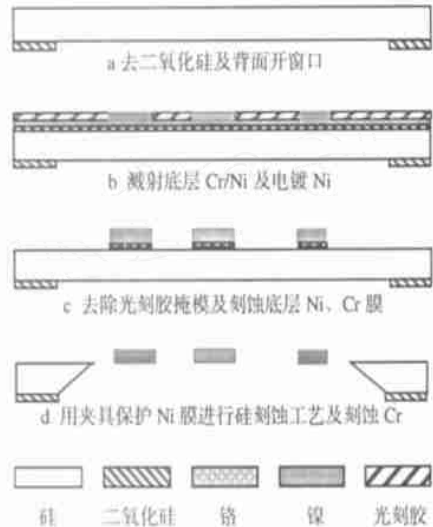 a 去二氧化硅及背面开窗口
b 溅射底层 Cr/Ni 及电镀 Ni
c 去除光刻胶掩模及刻蚀底层 Ni、Cr 膜
d 用夹具保护 Ni 膜进行硅刻蚀工艺及刻蚀 Cr
硅 二氧化硅 铬 镍 光刻胶